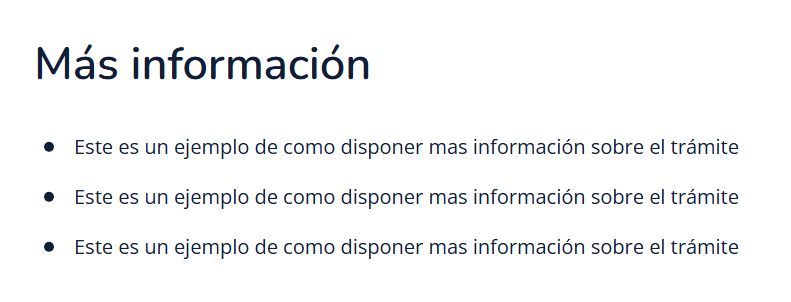 Más información
Este es un ejemplo de como disponer mas información sobre el trámite
Este es un ejemplo de como disponer mas información sobre el trámite
Este es un ejemplo de como disponer mas información sobre el trámite